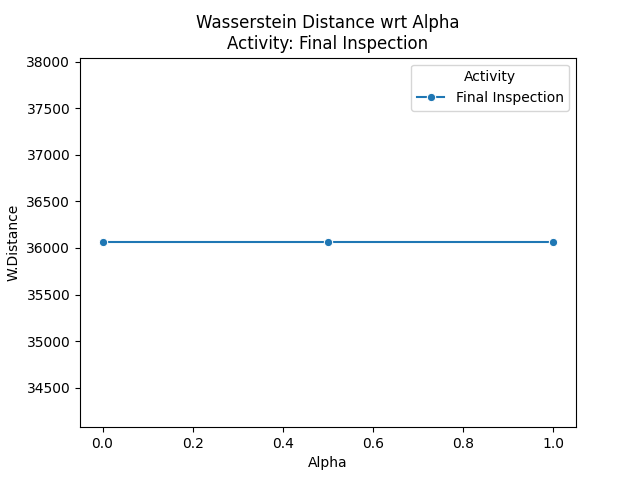 Wasserstein Distance wrt Alpha
Activity: Final Inspection
38000
37500
37000
36500
36000
35500
35000
34500
W.Distance
Activity
Final Inspection
0.0 0.2 0.4 0.6 0.8 1.0
Alpha